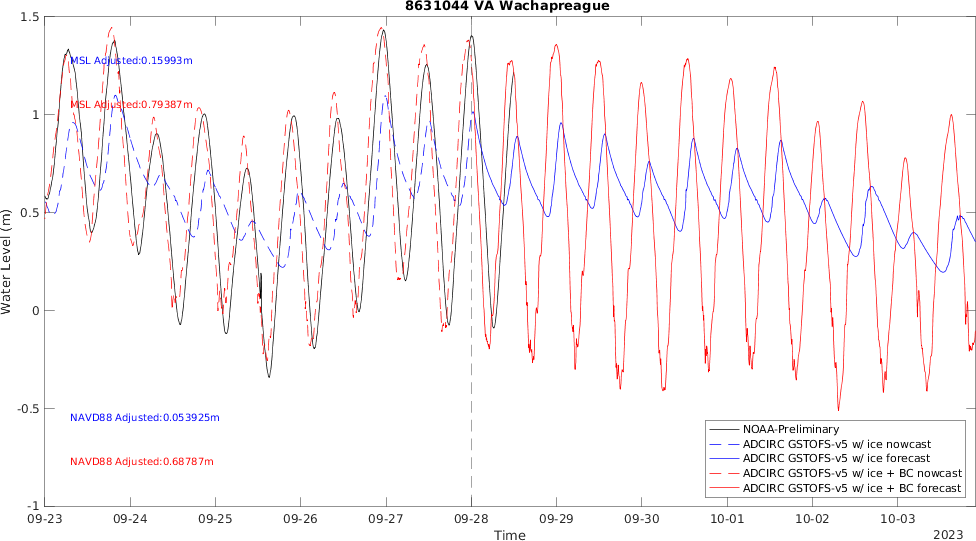 8631044 VA Wachapreague
1.5
1
0.5
0
-0.5
-1
Water Level (m)
MSL Adjusted:0.15993m
MSL Adjusted:0.79387m
NAVD88 Adjusted:0.053925m
NAVD88 Adjusted:0.68787m
NOAA-Preliminary
ADCIRC GSTOFS-v5 w/ ice nowcast
ADCIRC GSTOFS-v5 w/ ice forecast
ADCIRC GSTOFS-v5 w/ ice + BC nowcast
ADCIRC GSTOFS-v5 w/ ice + BC forecast
09-23 09-24 09-25 09-26 09-27 09-28 09-29 09-30 10-01 10-02 10-03
Time
2023